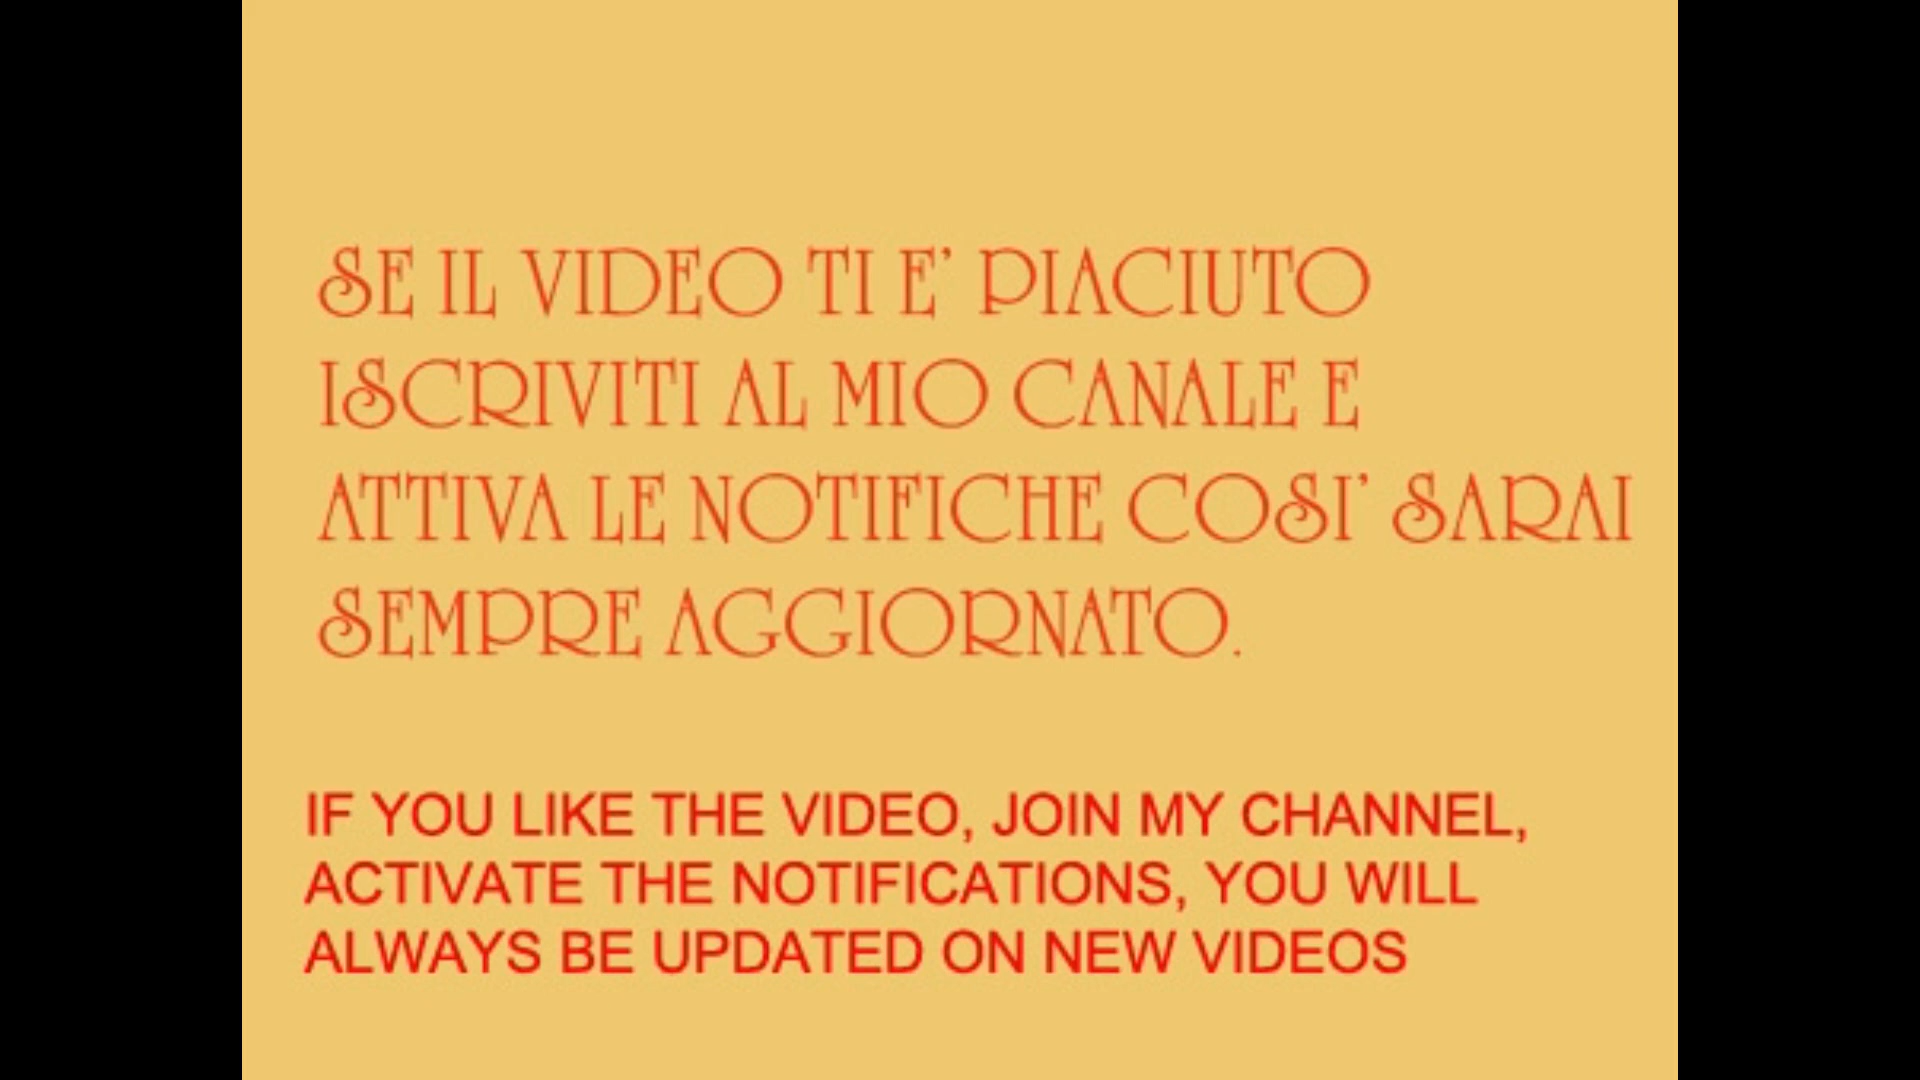 SE IL VIDEO TI E' PIACIUTO
ISCRIVITI AL MIO CANALE E
ATTIVA LE NOTIFICHE COSI' SARAI
SEMPRE AGGIORNATO.
IF YOU LIKE THE VIDEO, JOIN MY CHANNEL,
ACTIVATE THE NOTIFICATIONS, YOU WILL
ALWAYS BE UPDATED ON NEW VIDEOS